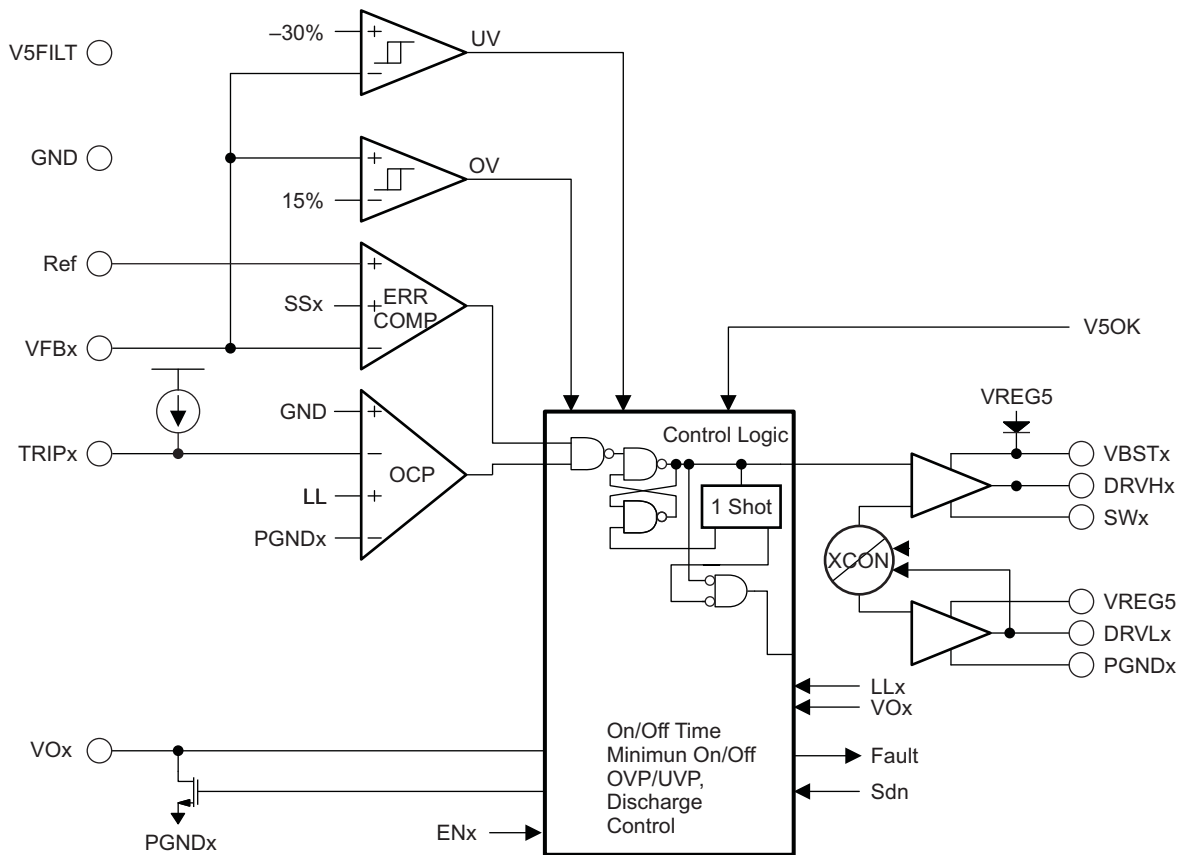 V5FILT
–30%
+
−
UV
GND
+
−
15%
OV
Ref
+
SSx
+
ERR
COMP
VFBx
−
V5OK
GND
+
TRIPx
−
OCP
LL
+
PGNDx
−
Control Logic
1 Shot
VREG5
VBSTx
DRVHx
SWx
XCON
VREG5
DRVLx
PGNDx
LLx
VOx
Fault
Sdn
On/Off Time
Minimun On/Off
OVP/UVP,
Discharge
Control
VOx
PGNDx
ENx